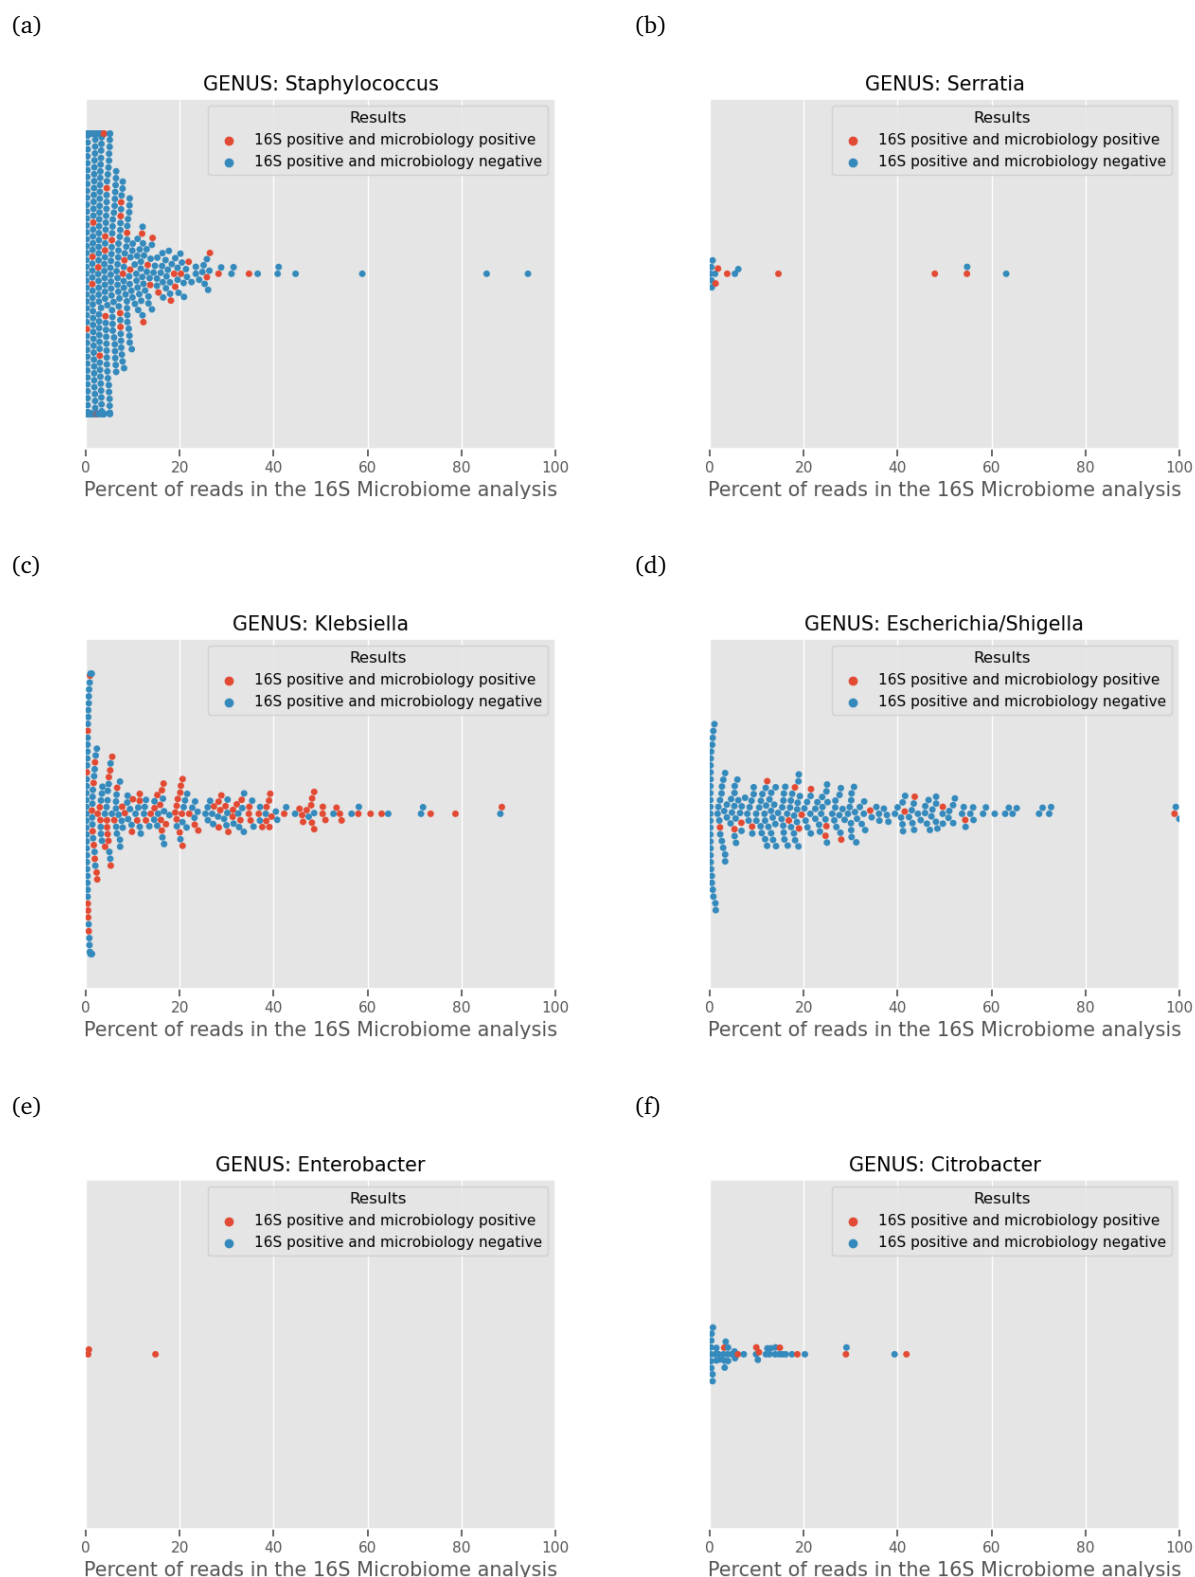 (a)
(b)
GENUS: Staphylococcus
Results
16S positive and microbiology positive
16S positive and microbiology negative
0 20 40 60 80 100
Percent of reads in the 16S Microbiome analysis
GENUS: Serratia
Results
16S positive and microbiology positive
16S positive and microbiology negative
0 20 40 60 80 100
Percent of reads in the 16S Microbiome analysis
(c)
(d)
GENUS: Klebsiella
Results
16S positive and microbiology positive
16S positive and microbiology negative
0 20 40 60 80 100
Percent of reads in the 16S Microbiome analysis
GENUS: Escherichia/Shigella
Results
16S positive and microbiology positive
16S positive and microbiology negative
0 20 40 60 80 100
Percent of reads in the 16S Microbiome analysis
(e)
(f)
GENUS: Enterobacter
Results
16S positive and microbiology positive
16S positive and microbiology negative
0 20 40 60 80 100
Percent of reads in the 16S Microbiome analysis
GENUS: Citrobacter
Results
16S positive and microbiology positive
16S positive and microbiology negative
0 20 40 60 80 100
Percent of reads in the 16S Microbiome analysis